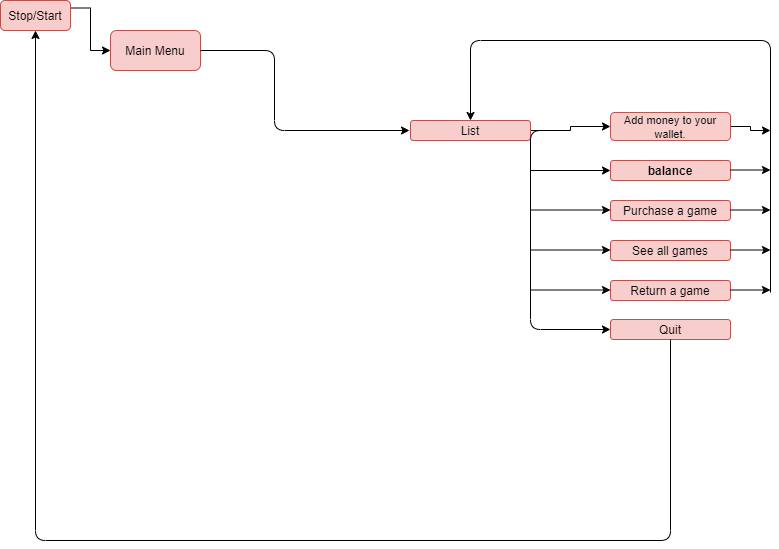 Stop/Start
Main Menu
List
Add money to your
wallet.
balance
Purchase a game
See all games
Return a game
Quit